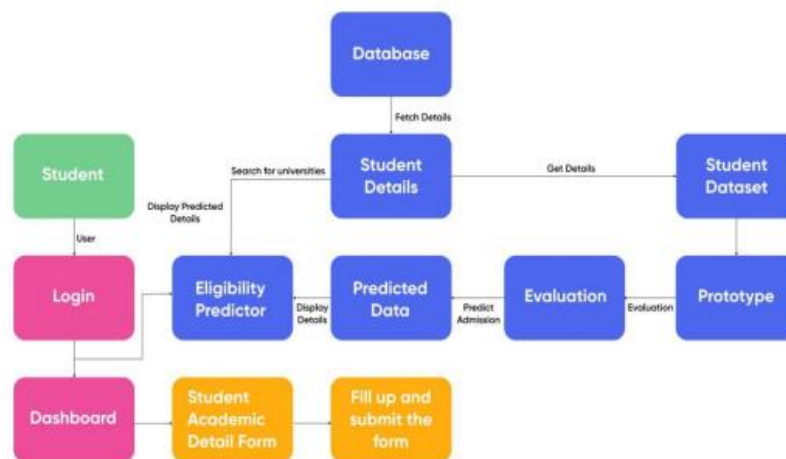 Database
Fetch Details
Student
Student
Details
Student
Dataset
Search for universities
Get Details
Display Predicted
Details
User
Login
Eligibility
Predictor
Display
Details
Predicted
Data
Predict
Admission
Evaluation
Evaluation
Prototype
Dashboard
Student
Academic
Detail Form
Fill up and
submit the
form